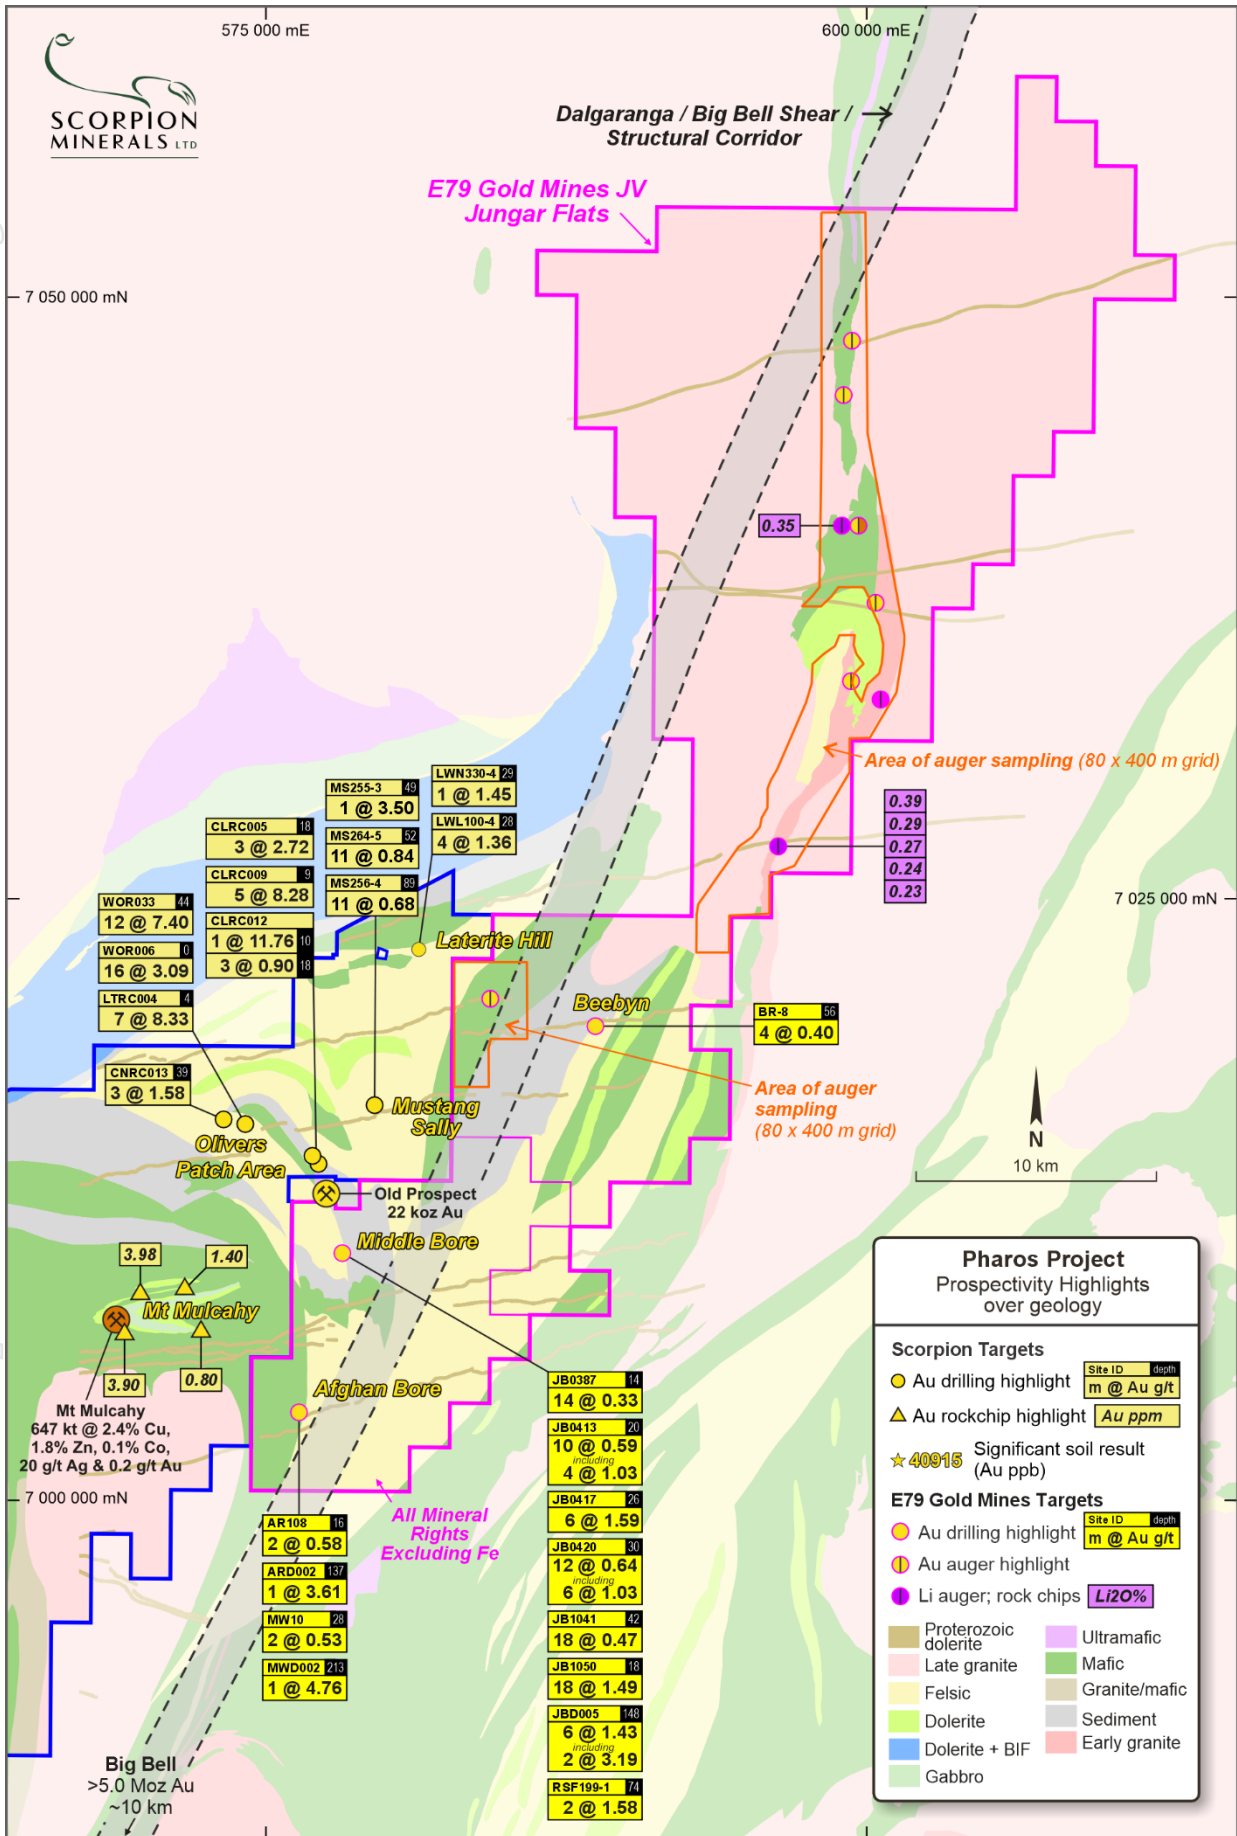 575 000 mE
600 000 mE
SCORPION
MINERALS LTD
Dalgaranga / Big Bell Shear /
Structural Corridor
E79 Gold Mines JV
Jungar Flats
7 050 000 mN
0.35
Area of auger sampling (80 x 400 m grid)
0.39
0.29
0.27
0.24
0.23
7 025 000 mN
LWN330-4 29
1 @ 1.45
LWL100-4 28
4 @ 1.36
MS255-3 49
1 @ 3.50
MS264-5 52
11 @ 0.84
MS256-4 89
11 @ 0.68
CLRC005 18
3 @ 2.72
CLRC009 9
5 @ 8.28
CLRC012
1 @ 11.76 10
3 @ 0.90 18
WOR033 44
12 @ 7.40
WOR006 0
16 @ 3.09
LTRC004 4
7 @ 8.33
CNRC013 39
3 @ 1.58
Laterite Hill
Beebyn
BR-8 56
4 @ 0.40
Area of auger
sampling
(80 x 400 m grid)
Mustang
Sally
Olivers
Patch Area
Old Prospect
22 koz Au
Middle Bore
N
10 km
3.98
1.40
Mt Mulcahy
3.90
0.80
Mt Mulcahy
647 kt @ 2.4% Cu,
1.8% Zn, 0.1% Co,
20 g/t Ag & 0.2 g/t Au
7 000 000 mN
Afghan Bore
All Mineral
Rights
Excluding Fe
AR108 16
2 @ 0.58
ARD002 137
1 @ 3.61
MW10 28
2 @ 0.53
MWD002 213
1 @ 4.76
JB0387 14
14 @ 0.33
JB0413 20
10 @ 0.59
including
4 @ 1.03
JB0417 26
6 @ 1.59
JB0420 30
12 @ 0.64
including
6 @ 1.03
JB1041 42
18 @ 0.47
JB1050 18
18 @ 1.49
JBD005 148
6 @ 1.43
including
2 @ 3.19
RSF199-1 74
2 @ 1.58
Big Bell
>5.0 Moz Au
~10 km
Pharos Project
Prospectivity Highlights
over geology
Scorpion Targets
Au drilling highlight
Site ID depth
m @ Au g/t
Au rockchip highlight
Au ppm
40915 Significant soil result
(Au ppb)
E79 Gold Mines Targets
Au drilling highlight
Site ID depth
m @ Au g/t
Au auger highlight
Li auger; rock chips
Li2O%
Proterozoic
dolerite
Late granite
Felsic
Dolerite
Dolerite + BIF
Gabbro
Ultramafic
Mafic
Granite/mafic
Sediment
Early granite